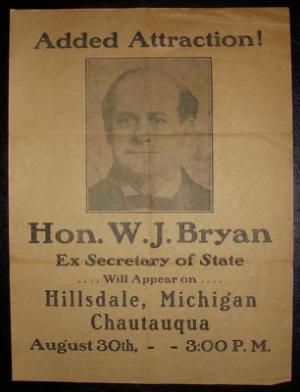 Added Attraction!
Hon. W. J. Bryan
Ex Secretary of State
.... Will Appear on ....
Hillsdale, Michigan
Chautauqua
August 30th, - - 3:00 P. M.